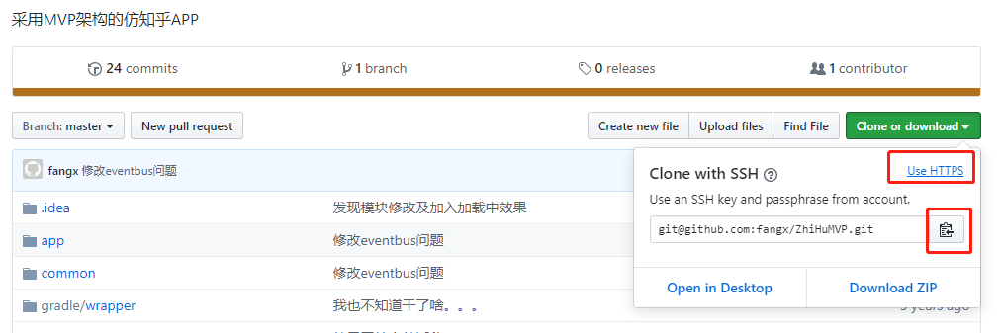 采用MVP架构的仿知乎APP
24 commits 1 branch 0 releases 1 contributor
Branch: master New pull request Create new file Upload files Find File Clone or download
fangx 修改eventbus问题
Clone with SSH Use HTTPS
Use an SSH key and passphrase from account.
git@github.com:fangx/ZhiHuMVP.git
Open in Desktop Download ZIP
.idea 发现模块修改及加入加载中效果
app 修改eventbus问题
common 修改eventbus问题
gradle/wrapper 我也不知道干了啥。。。 years ago